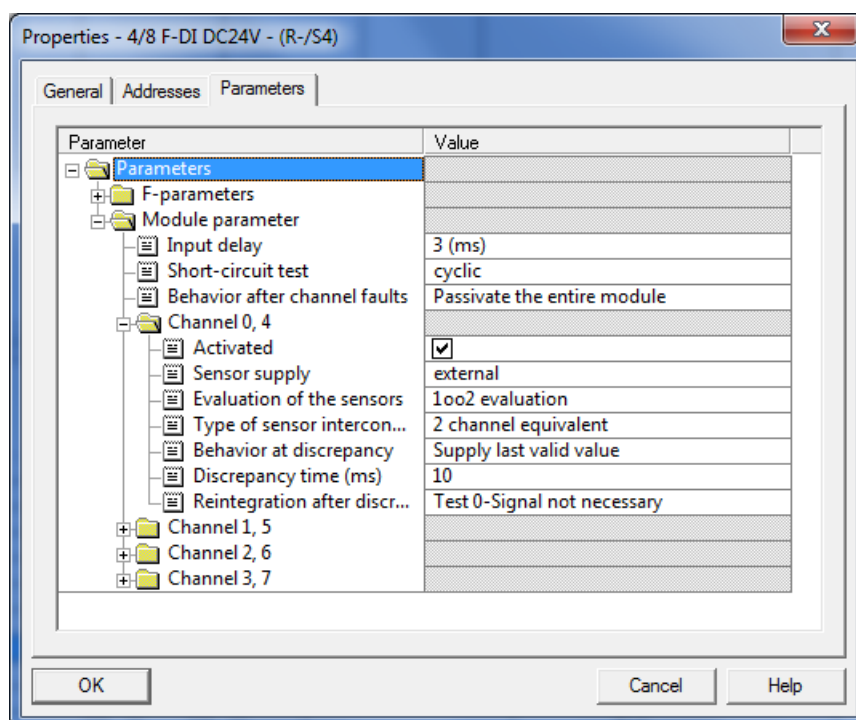 Properties - 4/8 F-DI DC24V - (R-/S4)
General Addresses Parameters
Parameter Value
Parameters
F-parameters
Module parameter
Input delay 3 (ms)
Short-circuit test cyclic
Behavior after channel faults Passivate the entire module
Channel 0, 4
Activated
Sensor supply external
Evaluation of the sensors 1oo2 evaluation
Type of sensor intercon... 2 channel equivalent
Behavior at discrepancy Supply last valid value
Discrepancy time (ms) 10
Reintegration after discr... Test 0-Signal not necessary
Channel 1, 5
Channel 2, 6
Channel 3, 7
OK Cancel Help